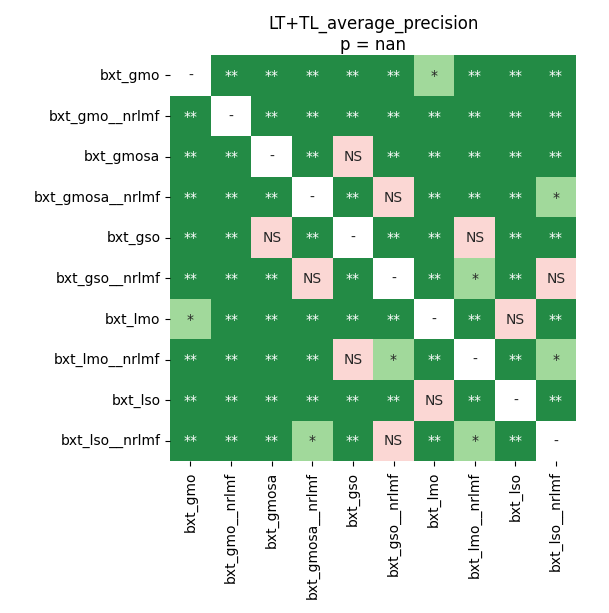 LT+TL_average_precision
p = nan
bxt_gmo - ** ** ** ** ** * ** ** **
bxt_gmo__nrlmf ** - ** ** ** ** ** ** ** **
bxt_gmosa ** ** - ** NS ** ** ** ** **
bxt_gmosa__nrlmf ** ** ** - ** NS ** ** ** *
bxt_gso ** ** NS ** - ** ** NS ** **
bxt_gso__nrlmf ** ** ** NS ** - ** * ** NS
bxt_lmo * ** ** ** ** ** - ** NS **
bxt_lmo__nrlmf ** ** ** ** NS * ** - ** *
bxt_lso ** ** ** ** ** ** NS ** - **
bxt_lso__nrlmf ** ** ** * ** NS ** * ** -
bxt_gmo
bxt_gmo__nrlmf
bxt_gmosa
bxt_gmosa__nrlmf
bxt_gso
bxt_gso__nrlmf
bxt_lmo
bxt_lmo__nrlmf
bxt_lso
bxt_lso__nrlmf